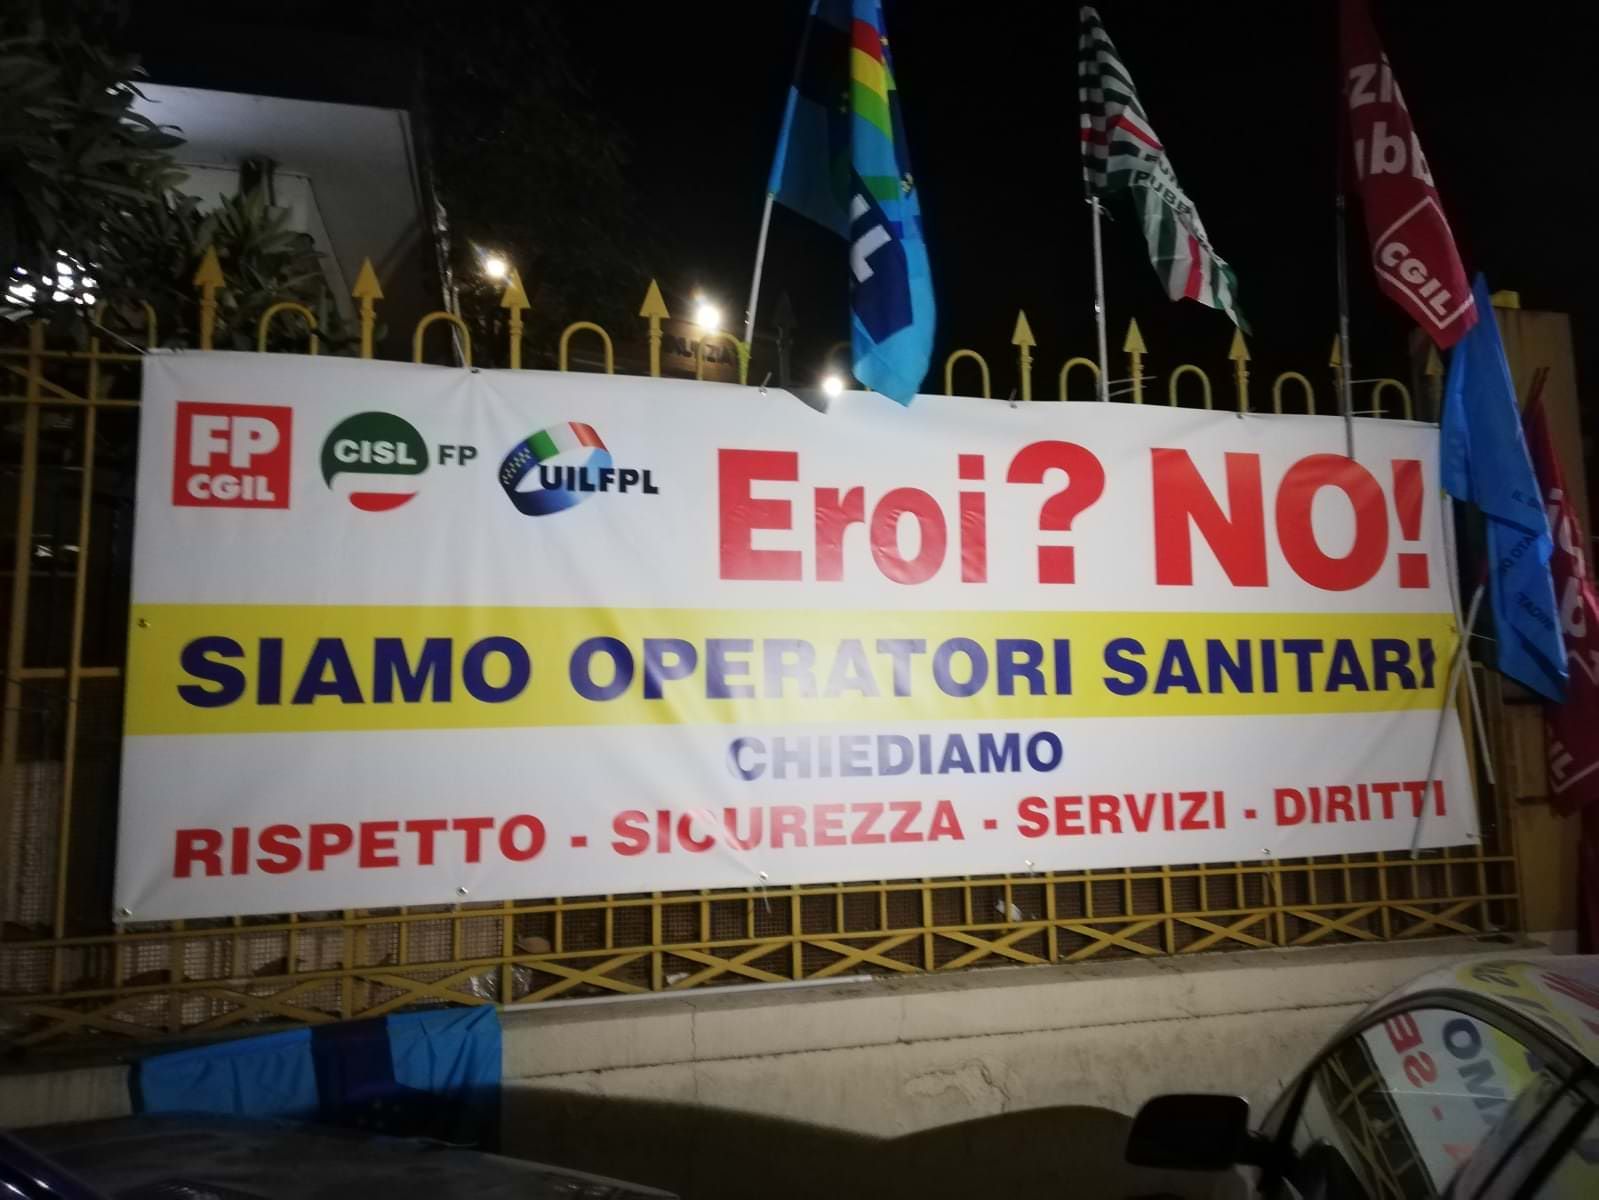 FP
CGIL
CISL FP
UILFPL
Eroi? NO!
SIAMO OPERATORI SANITARI
CHIEDIAMO
RISPETTO - SICUREZZA - SERVIZI - DIRITTI
CGIL